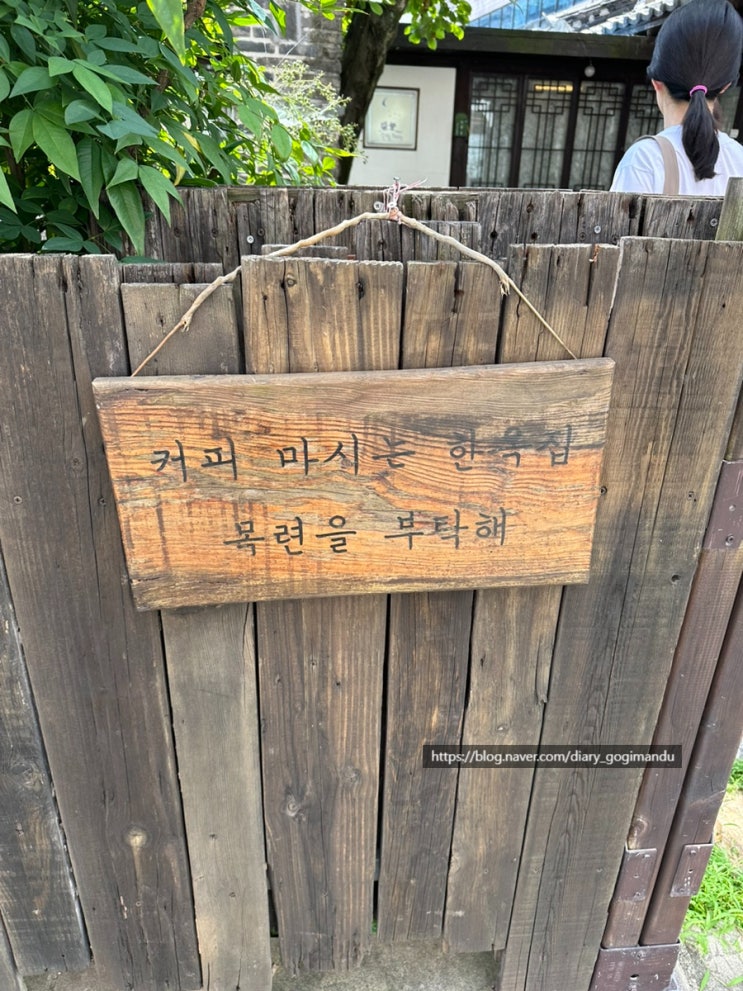 커피 마시는 한옥집
목련을 부탁해
https://blog.naver.com/diary_gogimandu